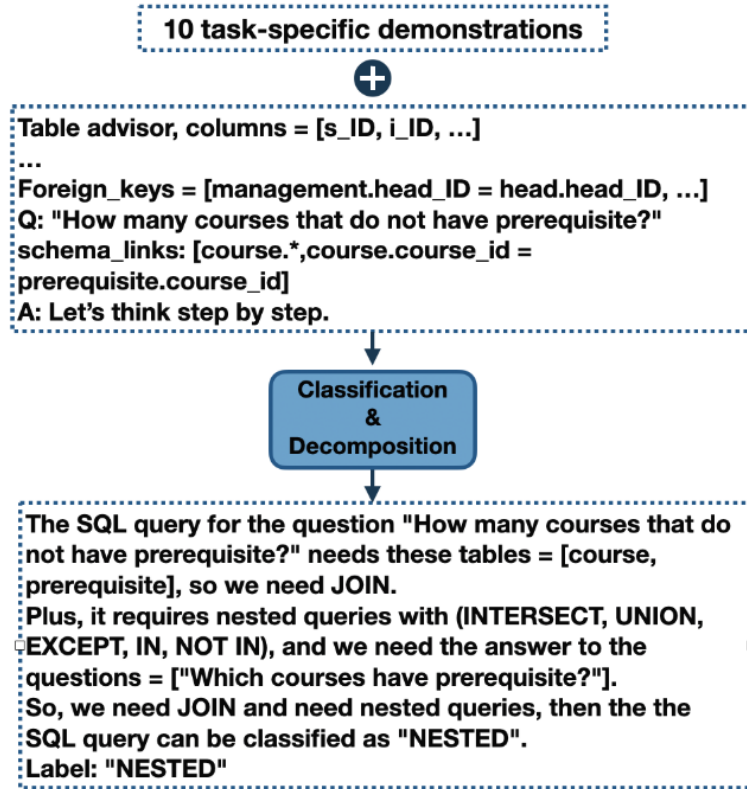 10 task-specific demonstrations
+
Table advisor, columns = [s_ID, i_ID, ...]
...
Foreign_keys = [management.head_ID = head.head_ID, ...]
Q: "How many courses that do not have prerequisite?"
schema_links: [course.*,course.course_id =
prerequisite.course_id]
A: Let's think step by step.
Classification
&
Decomposition
The SQL query for the question "How many courses that do
not have prerequisite?" needs these tables = [course,
prerequisite], so we need JOIN.
Plus, it requires nested queries with (INTERSECT, UNION,
EXCEPT, IN, NOT IN), and we need the answer to the
questions = ["Which courses have prerequisite?"].
So, we need JOIN and need nested queries, then the the
SQL query can be classified as "NESTED".
Label: "NESTED"